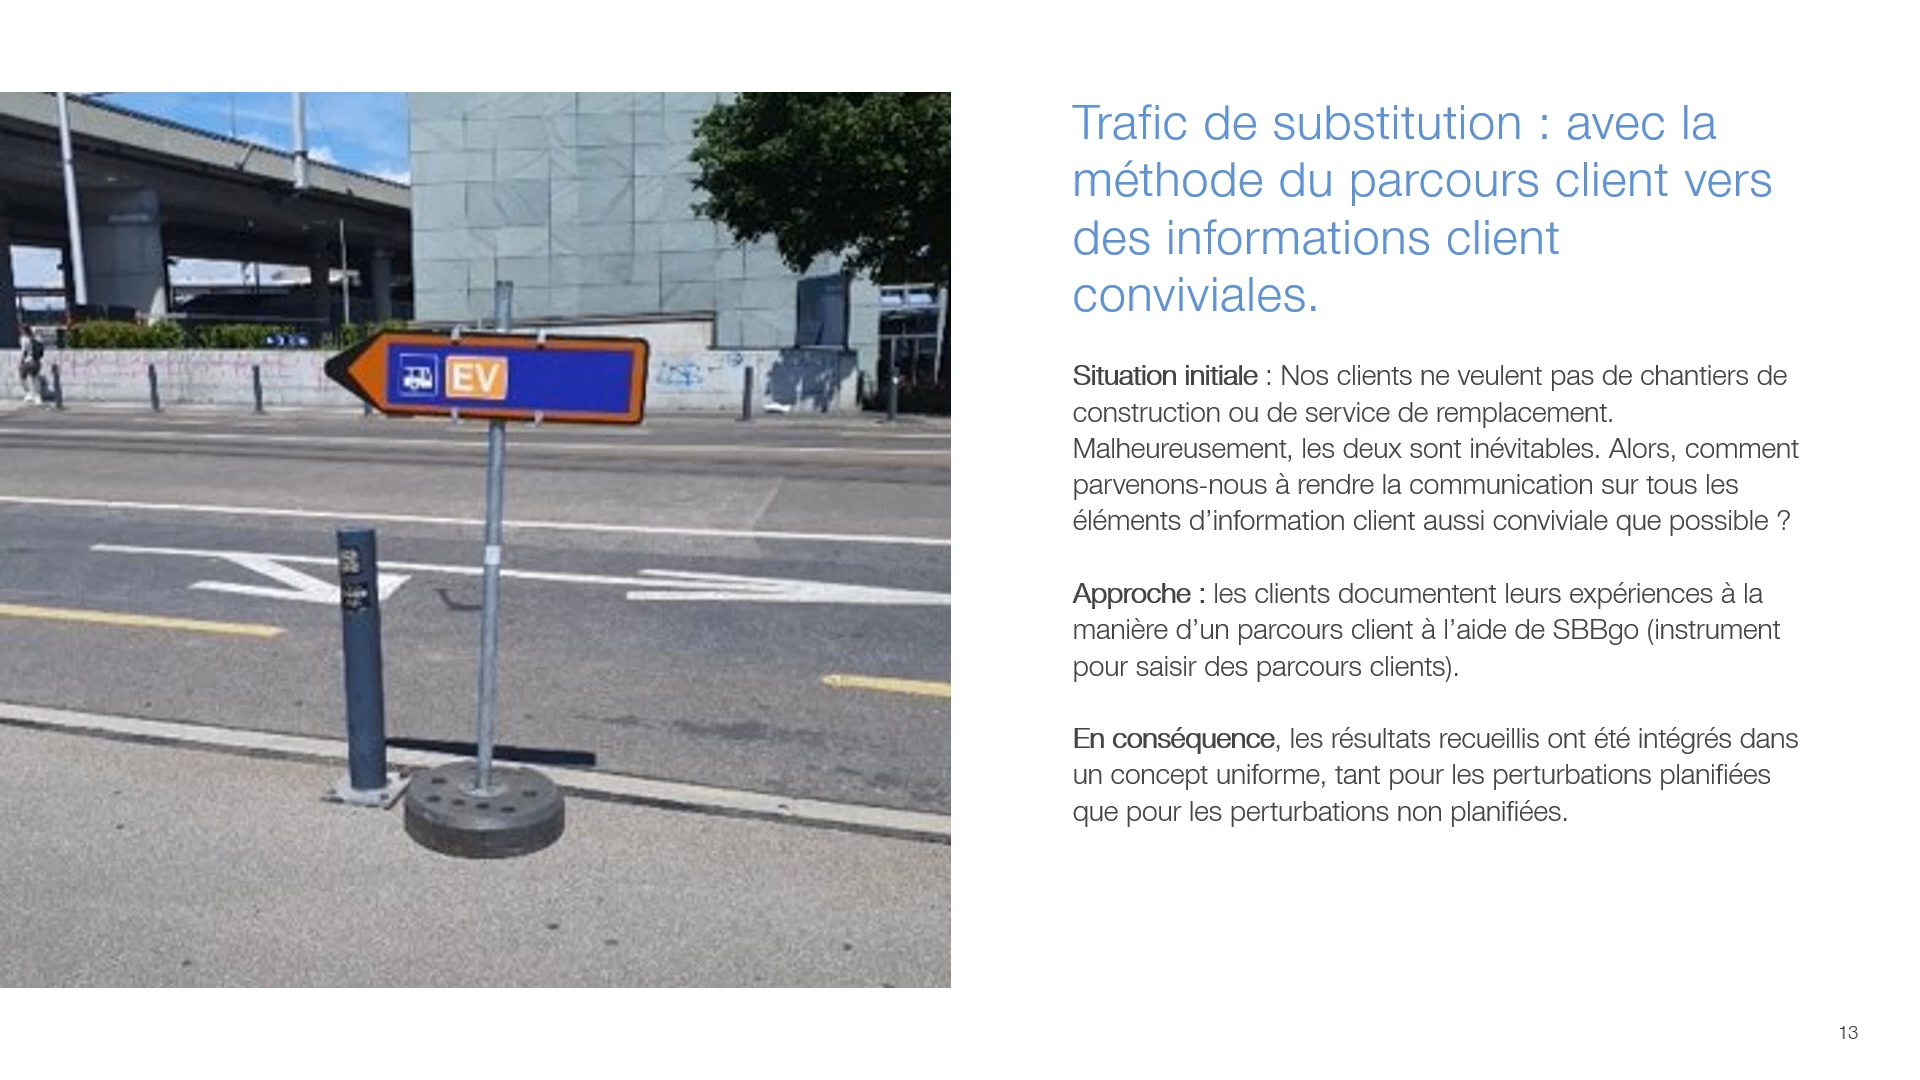 EV
Trafic de substitution : avec la
méthode du parcours client vers
des informations client
conviviales.
Situation initiale : Nos clients ne veulent pas de chantiers de
construction ou de service de remplacement.
Malheureusement, les deux sont inévitables. Alors, comment
parvenons-nous à rendre la communication sur tous les
éléments d’information client aussi conviviale que possible ?
Approche : les clients documentent leurs expériences à la
manière d’un parcours client à l’aide de SBBgo (instrument
pour saisir des parcours clients).
En conséquence, les résultats recueillis ont été intégrés dans
un concept uniforme, tant pour les perturbations planifiées
que pour les perturbations non planifiées.
13